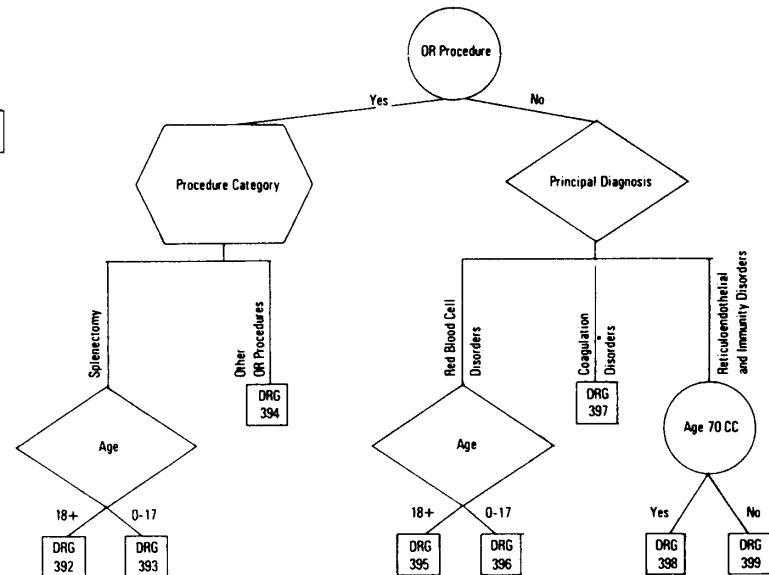 OR Procedure
Yes
No
Procedure Category
Principal Diagnosis
Splenectomy
Other
OR Procedures
Red Blood Cell
Disorders
Coagulation
Disorders
Reticuloendothelial
and Immunity Disorders
DRG
394
DRG
397
Age
Age
Age 70 CC
18+
0-17
18+
0-17
Yes
No
DRG
392
DRG
393
DRG
395
DRG
396
DRG
398
DRG
399